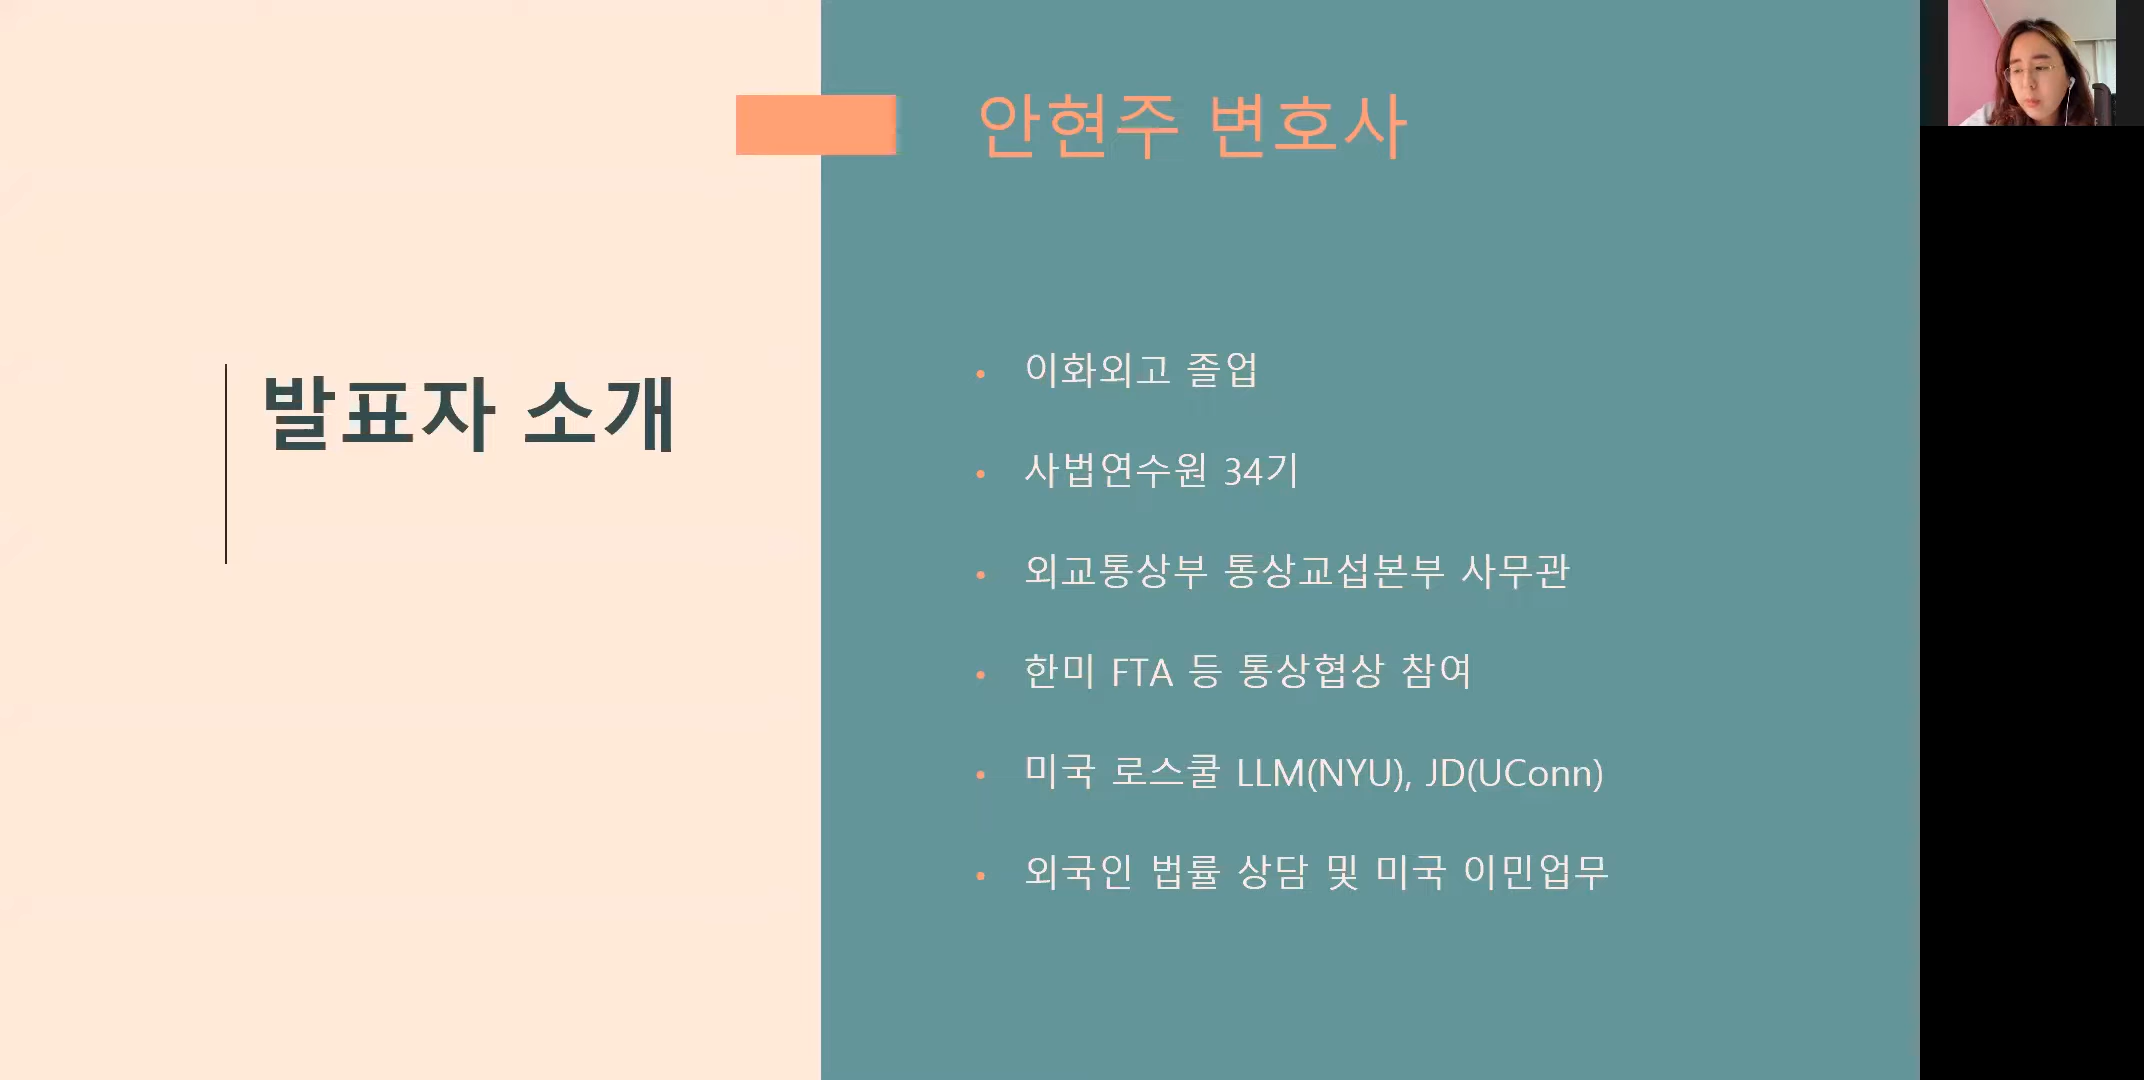 발표자 소개
안현주 변호사
• 이화외고 졸업
• 사법연수원 34기
• 외교통상부 통상교섭본부 사무관
• 한미 FTA 등 통상협상 참여
• 미국 로스쿨 LLM(NYU), JD(UConn)
• 외국인 법률 상담 및 미국 이민업무